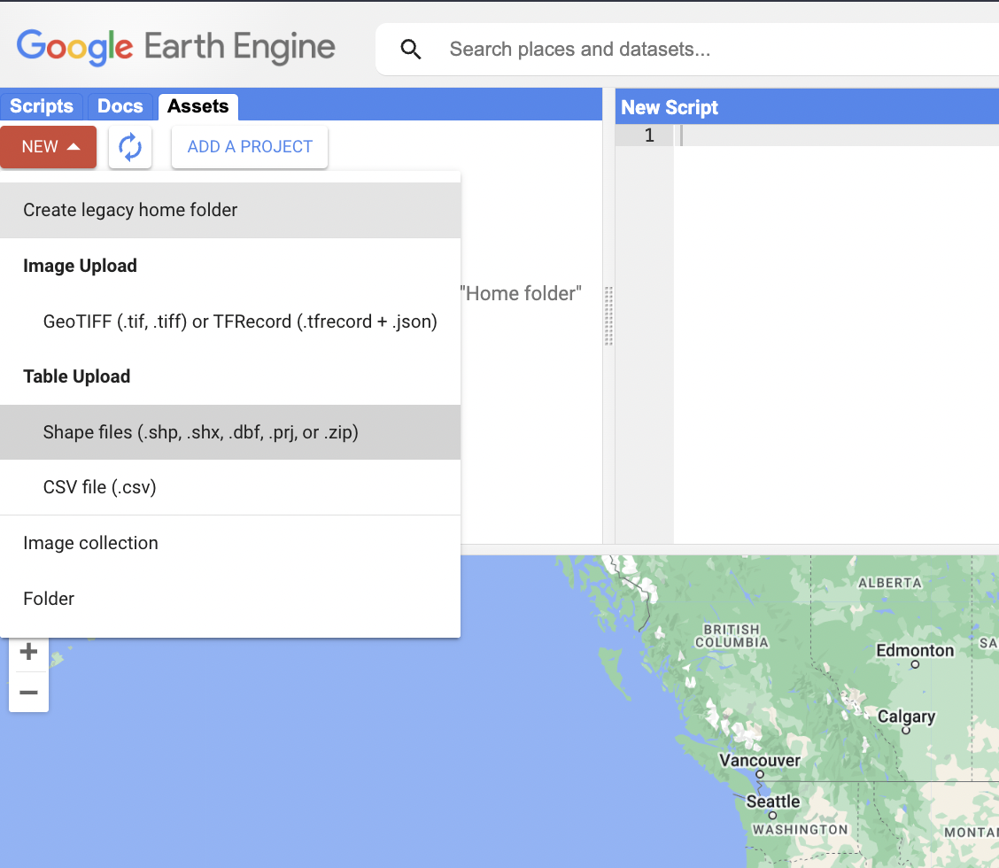 Google Earth Engine
Search places and datasets...
Scripts
Docs
Assets
New Script
NEW
ADD A PROJECT
1
Create legacy home folder
Image Upload
"Home folder"
GeoTIFF (.tif, .tiff) or TFRecord (.tfrecord + .json)
Table Upload
Shape files (.shp, .shx, .dbf, .prj, or .zip)
CSV file (.csv)
Image collection
Folder
+
−
ALBERTA
BRITISH
COLUMBIA
SA
Edmonton
Calgary
Vancouver
Seattle
WASHINGTON
MONTAN